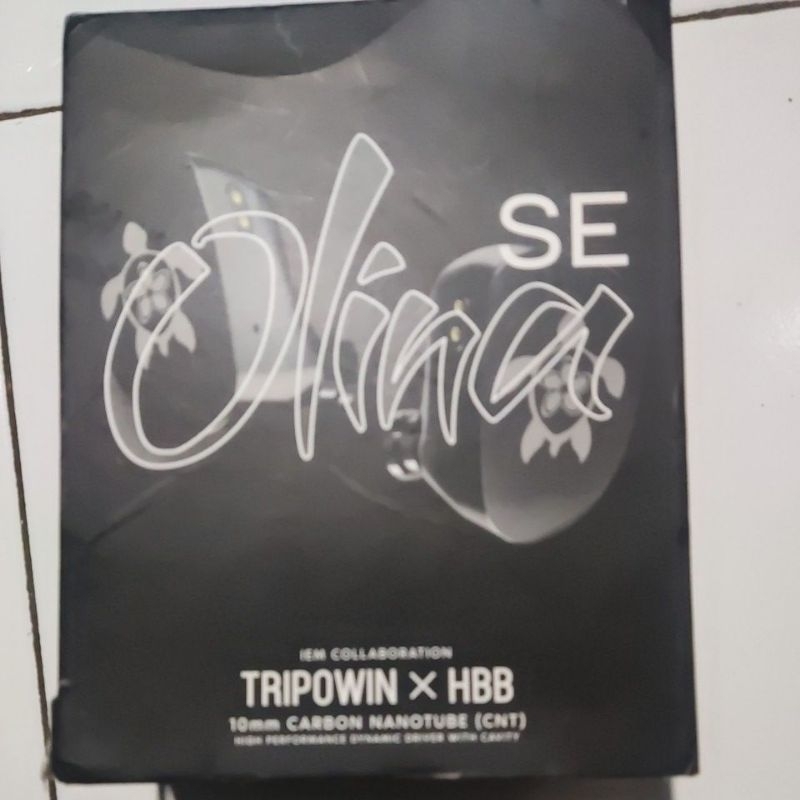 SE
Olina
IEM COLLABORATION
TRIPOWIN × HBB
10mm CARBON NANOTUBE (CNT)
HIGH PERFORMANCE DYNAMIC DRIVER WITH CAVITY